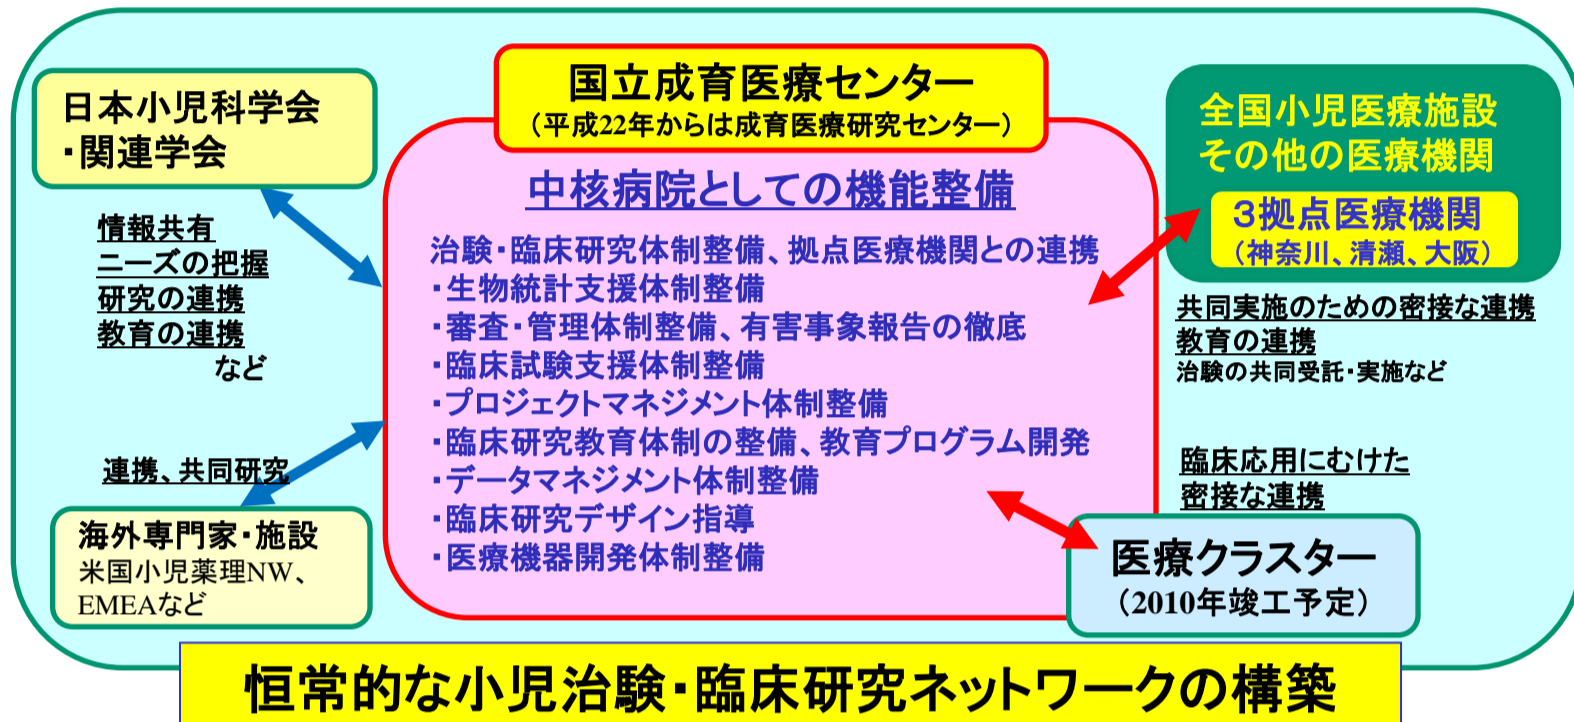 国立成育医療センター
（平成22年からは成育医療研究センター）
日本小児科学会
・関連学会
情報共有
ニーズの把握
研究の連携
教育の連携
など
連携、共同研究
海外専門家・施設
米国小児薬理NW、
EMEAなど
中核病院としての機能整備
治験・臨床研究体制整備、拠点医療機関との連携
・生物統計支援体制整備
・審査・管理体制整備、有害事象報告の徹底
・臨床試験支援体制整備
・プロジェクトマネジメント体制整備
・臨床研究教育体制の整備、教育プログラム開発
・データマネジメント体制整備
・臨床研究デザイン指導
・医療機器開発体制整備
全国小児医療施設
その他の医療機関
３拠点医療機関
（神奈川、清瀬、大阪）
共同実施のための密接な連携
教育の連携
治験の共同受託・実施など
臨床応用にむけた
密接な連携
医療クラスター
（2010年竣工予定）
恒常的な小児治験・臨床研究ネットワークの構築